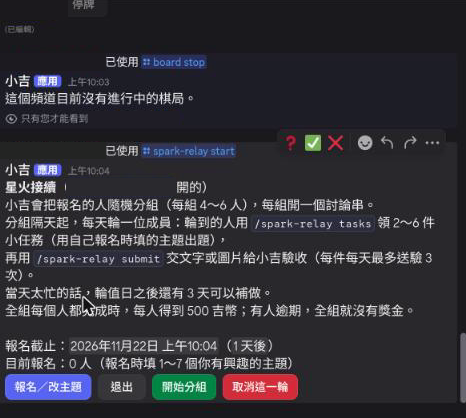 停牌
(已編輯)
已使用 board stop
小吉 應用 上午10:03
這個頻道目前沒有進行中的棋局。
只有您才能看到
已使用 spark-relay start
小吉 應用 上午10:04
星火接續（ 開的）
小吉會把報名的人隨機分組（每組 4～6 人），每組開一個討論串。
分組隔天起，每天輪一位成員：輪到的人用 /spark-relay tasks 領 2～6 件
小任務（用自己報名時填的主題出題），
再用 /spark-relay submit 交文字或圖片給小吉驗收（每件每天最多送驗 3
次）。
當天太忙的話，輪值日之後還有 3 天可以補做。
全組每個人都完成時，每人得到 500 吉幣；有人逾期，全組就沒有獎金。
報名截止：2026年11月22日 上午10:04（1 天後）
目前報名：0 人（報名時填 1～7 個你有興趣的主題）
報名／改主題 退出 開始分組 取消這一輪